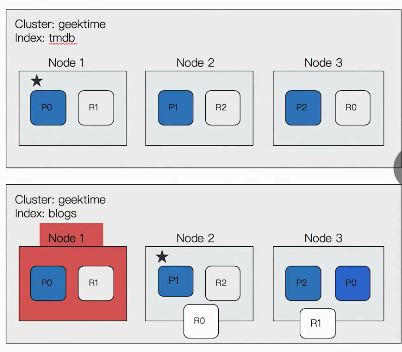 Cluster: geektime
Index: tmdb
Node 1 Node 2 Node 3
P0 R1 P1 R2 P2 R0
Cluster: geektime
Index: blogs
Node 1 Node 2 Node 3
P0 R1 P1 R2 P2 P0
R0 R1